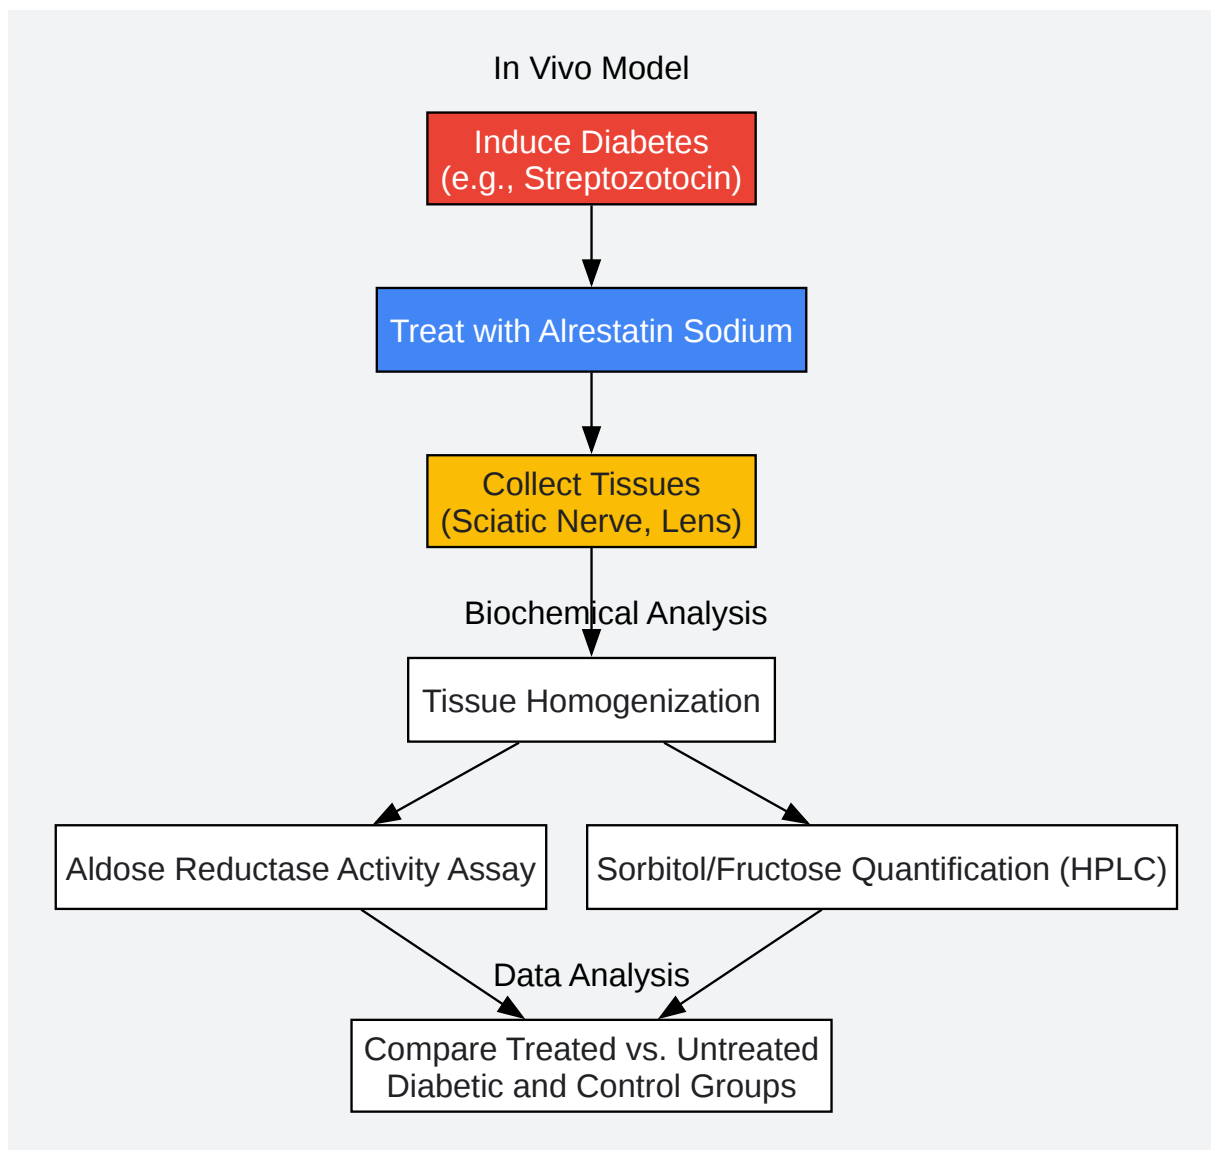 In Vivo Model
Induce Diabetes
(e.g., Streptozotocin)
Treat with Alrestatin Sodium
Collect Tissues
(Sciatic Nerve, Lens)
Biochemical Analysis
Tissue Homogenization
Aldose Reductase Activity Assay
Sorbitol/Fructose Quantification (HPLC)
Data Analysis
Compare Treated vs. Untreated
Diabetic and Control Groups